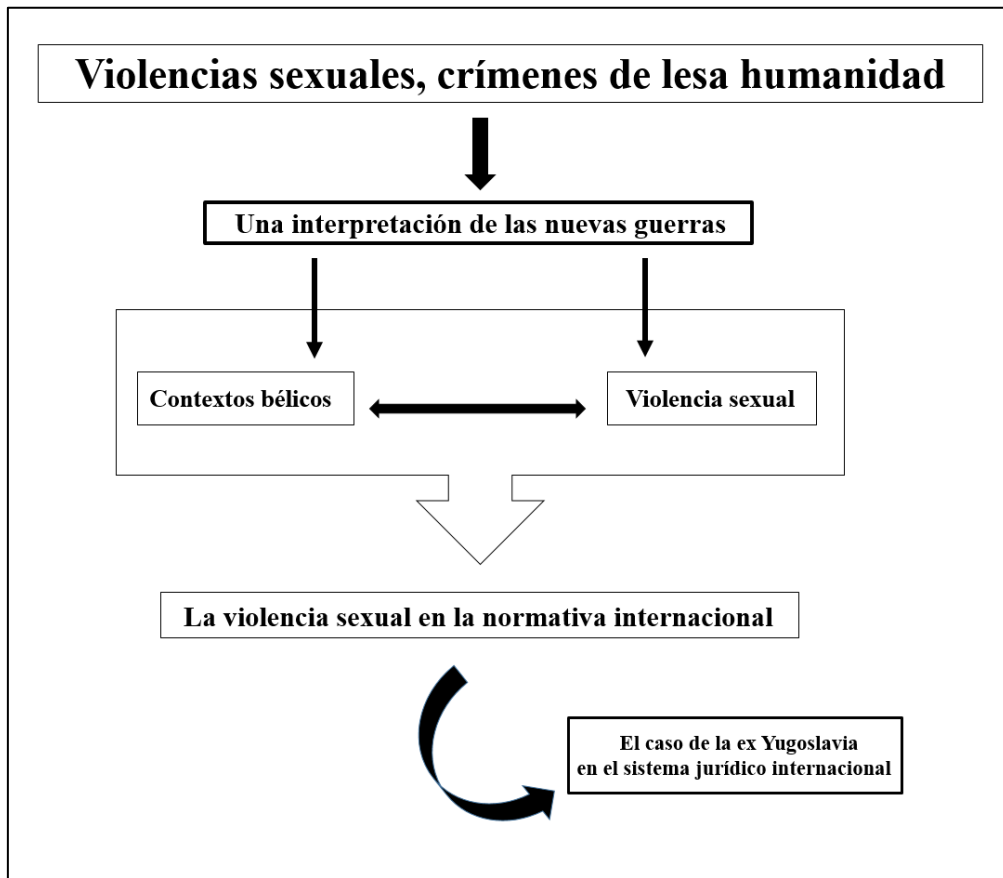 Violencias sexuales, crímenes de lesa humanidad
Una interpretación de las nuevas guerras
Contextos bélicos
Violencia sexual
La violencia sexual en la normativa internacional
El caso de la ex Yugoslavia
en el sistema jurídico internacional